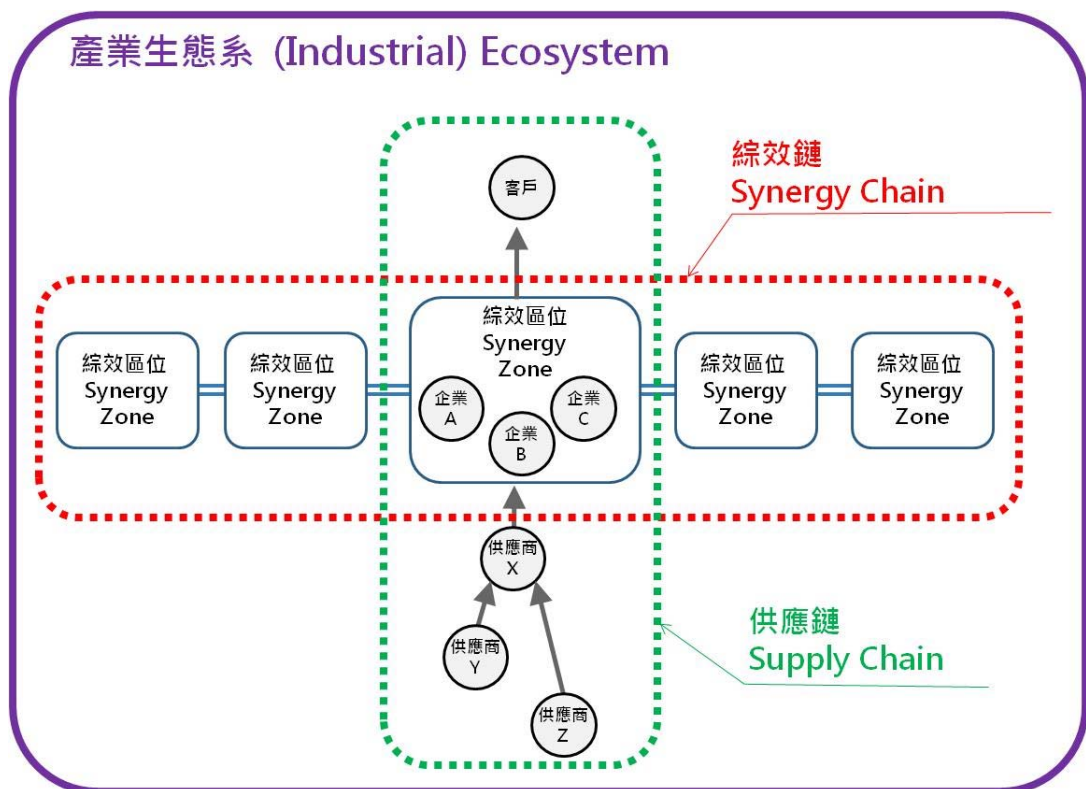 產業生態系 (Industrial) Ecosystem
綜效鏈
Synergy Chain
客戶
綜效區位
Synergy
Zone
綜效區位
Synergy
Zone
綜效區位
Synergy
Zone
企業
A
企業
B
企業
C
綜效區位
Synergy
Zone
綜效區位
Synergy
Zone
供應商
X
供應商
Y
供應商
Z
供應鏈
Supply Chain